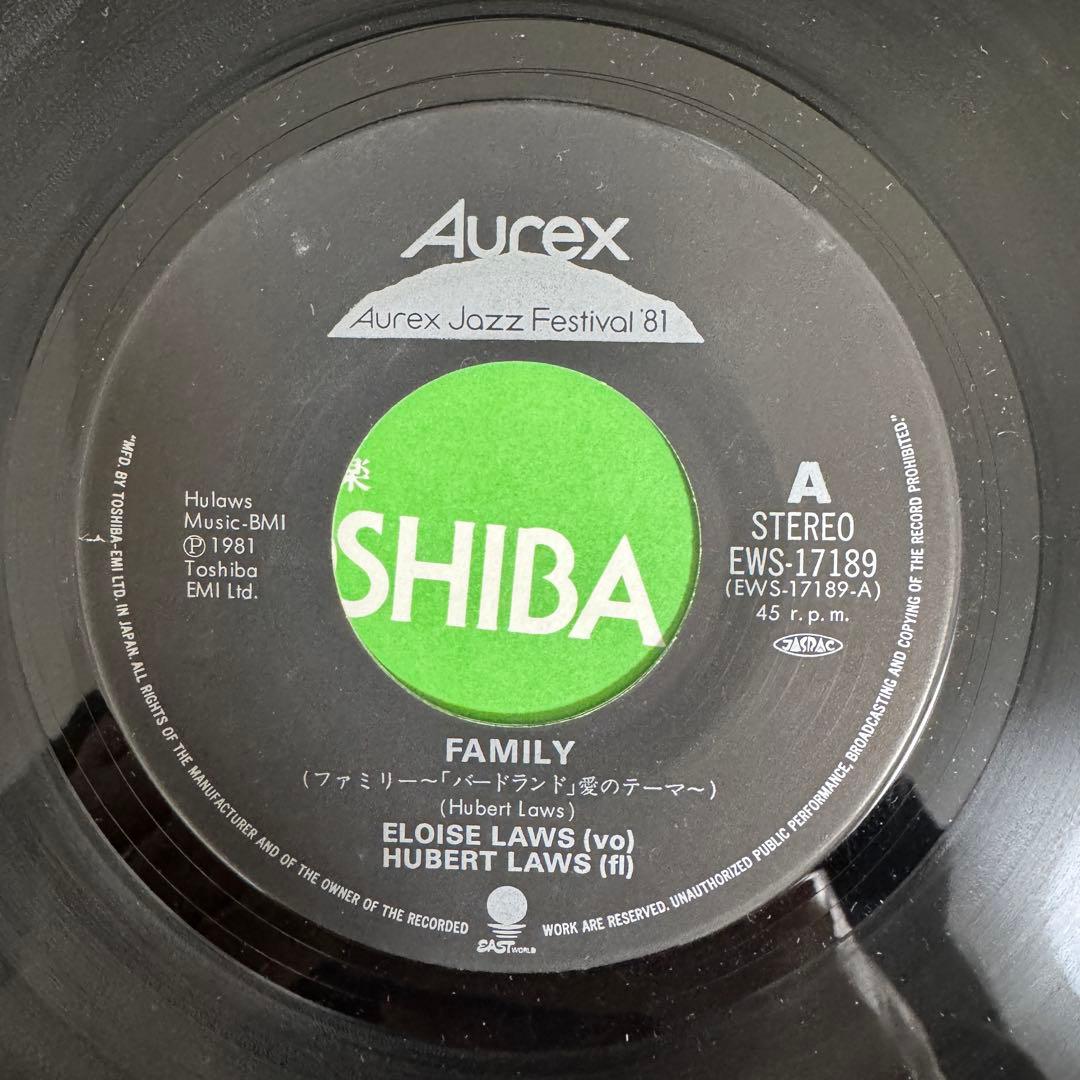 Aurex
Aurex Jazz Festival '81
楽
OSHIBA
Hulaws
Music-BMI
Ⓟ 1981
Toshiba
EMI Ltd.
A
STEREO
EWS-17189
(EWS-17189-A)
45 r.p.m.
JASRAC
FAMILY
(ファミリー〜「バードランド」愛のテーマ〜)
(Hubert Laws)
ELOISE LAWS (vo)
HUBERT LAWS (fl)
EAST WORLD
"MFD. BY TOSHIBA-EMI LTD. IN JAPAN. ALL RIGHTS OF THE MANUFACTURER AND OF THE OWNER OF THE RECORDED WORK ARE RESERVED. UNAUTHORIZED PUBLIC PERFORMANCE, BROADCASTING AND COPYING OF THE RECORD PROHIBITED."